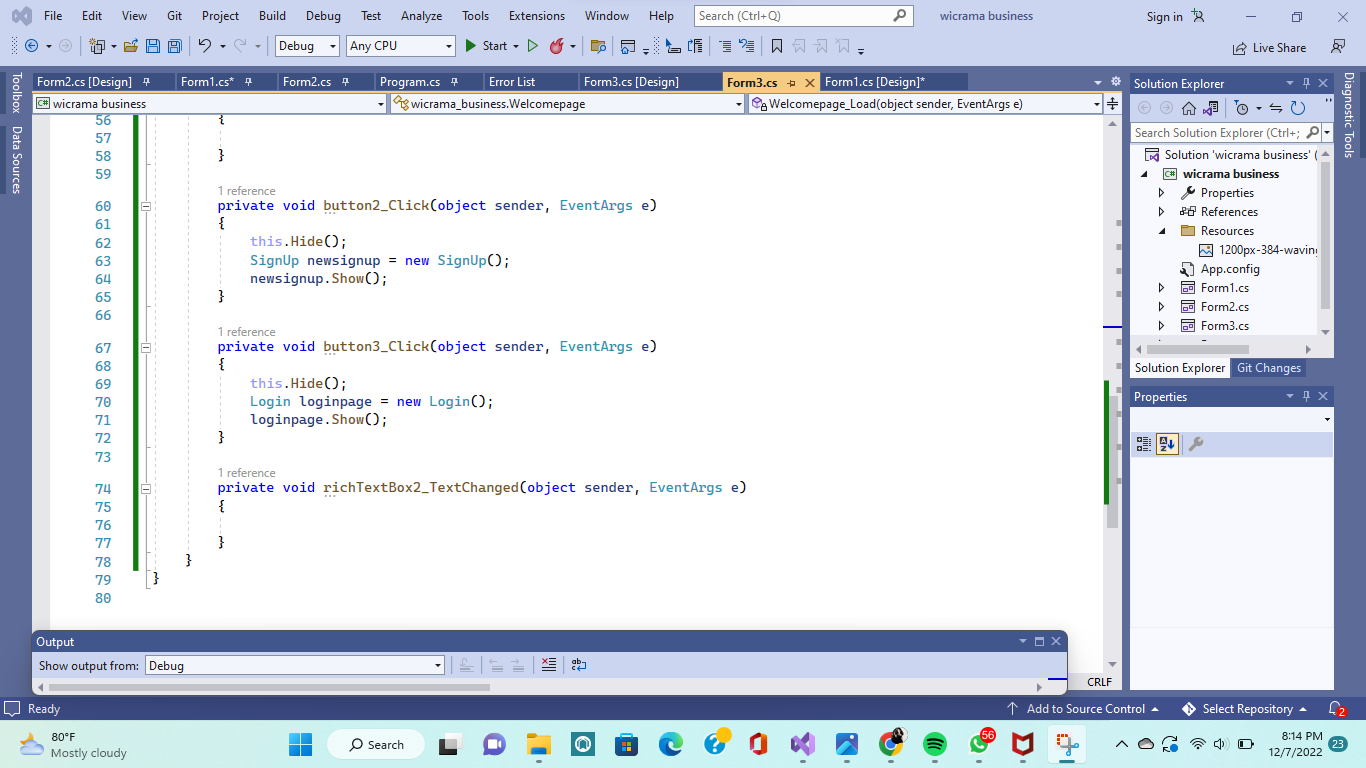 File Edit View Git Project Build Debug Test Analyze Tools Extensions Window Help Search (Ctrl+Q) wicrama business Sign in
Debug Any CPU Start Live Share
Form2.cs [Design] Form1.cs* Form2.cs Program.cs Error List Form3.cs [Design] Form3.cs Form1.cs [Design]*
wicrama business wicrama_business.Welcomepage Welcomepage_Load(object sender, EventArgs e)
Toolbox
Data Sources
56 {
57
58 }
59
1 reference
60 private void button2_Click(object sender, EventArgs e)
61 {
62 this.Hide();
63 SignUp newsignup = new SignUp();
64 newsignup.Show();
65 }
66
1 reference
67 private void button3_Click(object sender, EventArgs e)
68 {
69 this.Hide();
70 Login loginpage = new Login();
71 loginpage.Show();
72 }
73
1 reference
74 private void richTextBox2_TextChanged(object sender, EventArgs e)
75 {
76
77 }
78 }
79 }
80
CRLF
Output
Show output from: Debug
Solution Explorer
Search Solution Explorer (Ctrl+;
Solution 'wicrama business' (
wicrama business
Properties
References
Resources
1200px-384-waving
App.config
Form1.cs
Form2.cs
Form3.cs
Solution Explorer Git Changes
Properties
Diagnostic Tools
Ready Add to Source Control Select Repository 2
80°F
Mostly cloudy
Search
56
8:14 PM
12/7/2022
23